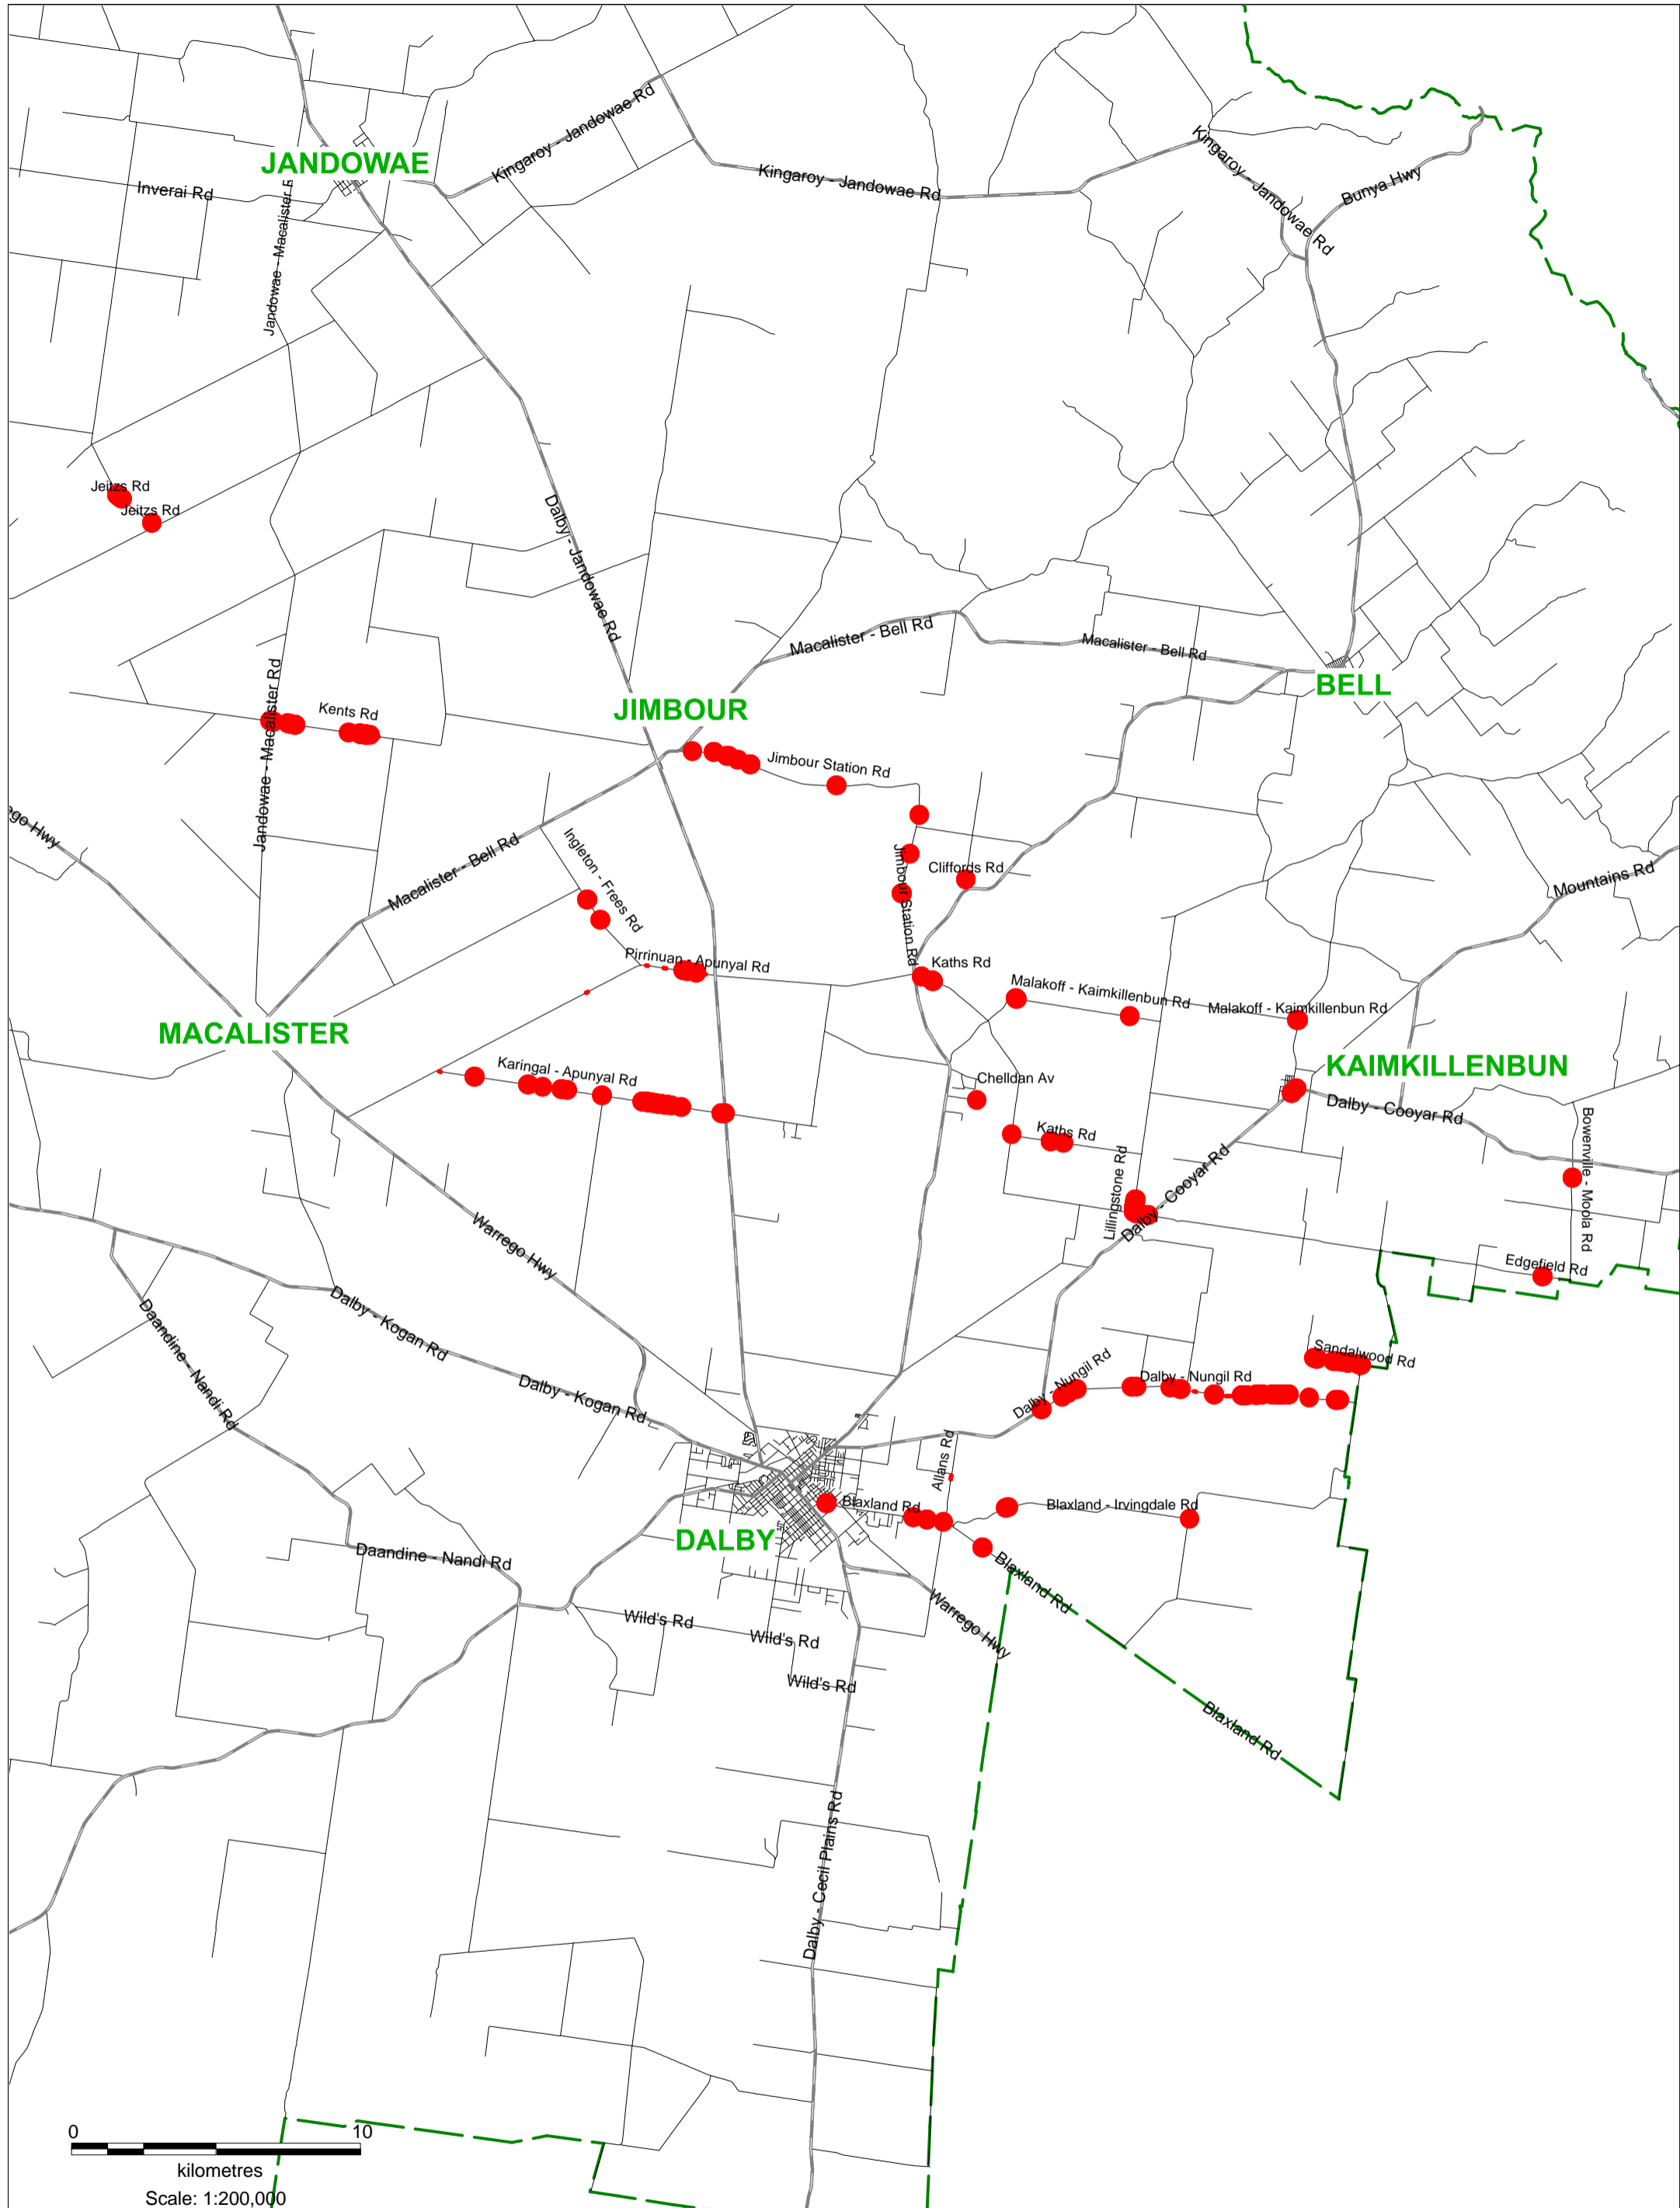 JANDOWAE
Kingaroy - Jandowae Rd
Kingaroy - Jandowae Rd
Kingaroy - Jandowae Rd
Bunya Hwy
Inverai Rd
Jandowae - Macalister R
Jeitzs Rd
Jeitzs Rd
Dalby - Jandowae Rd
Macalister - Bell Rd
Macalister - Bell Rd
BELL
JIMBOUR
Kents Rd
Jandowae - Macalister Rd
Jimbour Station Rd
ego Hwy
Macalister - Bell Rd
Ingleton - Frees Rd
Jimbour Station Rd
Cliffords Rd
Mountains Rd
Pirrinuan - Apunyal Rd
Kaths Rd
Malakoff - Kaimkillenbun Rd
Malakoff - Kaimkillenbun Rd
MACALISTER
KAIMKILLENBUN
Karingal - Apunyal Rd
Chelldan Av
Dalby - Cooyar Rd
Kaths Rd
Bowenville - Moola Rd
Lillingstone Rd
Dalby - Cooyar Rd
Warrego Hwy
Edgefield Rd
Dalby - Kogan Rd
Daandine - Nandi Rd
Sandalwood Rd
Dalby - Nungil Rd
Dalby - Nungil Rd
Dalby - Kogan Rd
Allans Rd
Blaxland Rd
Blaxland - Irvingdale Rd
DALBY
Daandine - Nandi Rd
Blaxland Rd
Warrego Hwy
Wild's Rd
Wild's Rd
Wild's Rd
Blaxland Rd
Dalby - Cecil Plains Rd
0 10
kilometres
Scale: 1:200,000